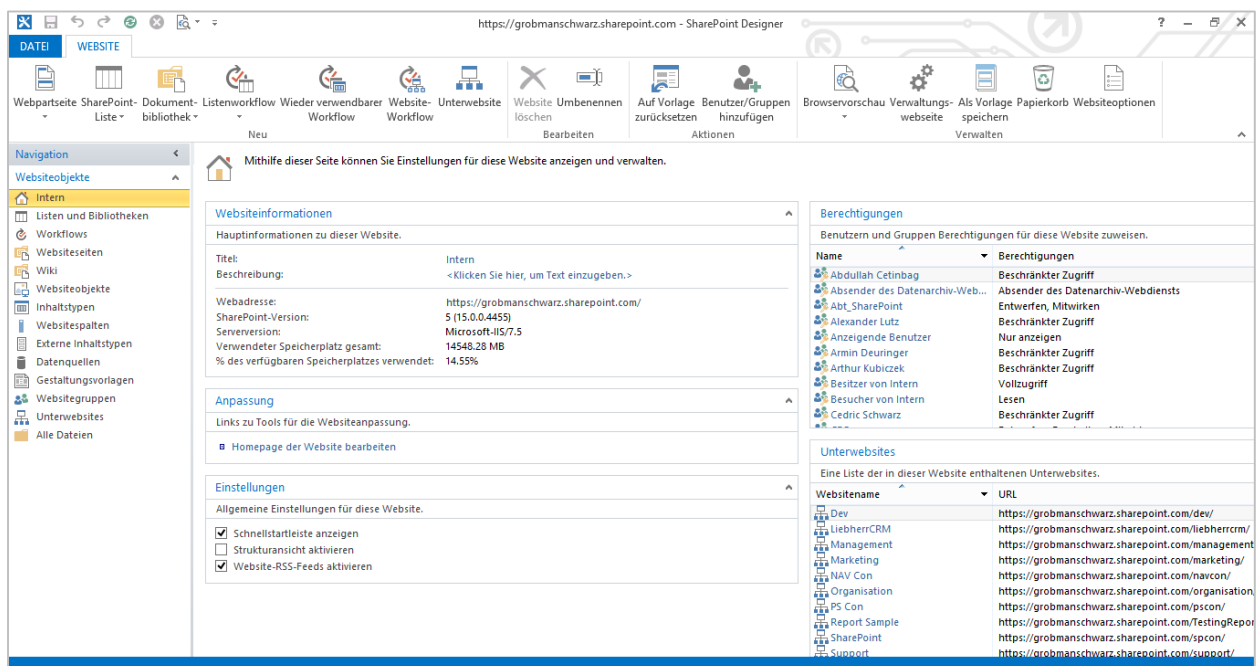 https://grobmanschwarz.sharepoint.com - SharePoint Designer
DATEI WEBSITE
Webpartseite SharePoint-Liste Dokumentbibliothek Listenworkflow Wieder verwendbarer Workflow Website-Workflow Unterwebsite Website löschen Umbenennen Auf Vorlage zurücksetzen Benutzer/Gruppen hinzufügen Browservorschau Verwaltungswebseite Als Vorlage speichern Papierkorb Websiteoptionen
Neu Bearbeiten Aktionen Verwalten
Navigation
Websiteobjekte
Intern
Listen und Bibliotheken
Workflows
Websiteseiten
Wiki
Websiteobjekte
Inhaltstypen
Websitespalten
Externe Inhaltstypen
Datenquellen
Gestaltungsvorlagen
Websitegruppen
Unterwebsites
Alle Dateien
Mithilfe dieser Seite können Sie Einstellungen für diese Website anzeigen und verwalten.
Websiteinformationen
Hauptinformationen zu dieser Website.
Titel: Intern
Beschreibung: <Klicken Sie hier, um Text einzugeben.>
Webadresse: https://grobmanschwarz.sharepoint.com/
SharePoint-Version: 5 (15.0.0.4455)
Serverversion: Microsoft-IIS/7.5
Verwendeter Speicherplatz gesamt: 14548.28 MB
% des verfügbaren Speicherplatzes verwendet: 14.55%
Anpassung
Links zu Tools für die Websiteanpassung.
Homepage der Website bearbeiten
Einstellungen
Allgemeine Einstellungen für diese Website.
Schnellstartleiste anzeigen
Strukturansicht aktivieren
Website-RSS-Feeds aktivieren
Berechtigungen
Benutzern und Gruppen Berechtigungen für diese Website zuweisen.
Name Berechtigungen
Abdullah Cetinbag Beschränkter Zugriff
Absender des Datenarchiv-Web... Absender des Datenarchiv-Webdiensts
Abt_SharePoint Entwerfen, Mitwirken
Alexander Lutz Beschränkter Zugriff
Anzeigende Benutzer Nur anzeigen
Armin Deuringer Beschränkter Zugriff
Arthur Kubiczek Beschränkter Zugriff
Besitzer von Intern Vollzugriff
Besucher von Intern Lesen
Cedric Schwarz Beschränkter Zugriff
Unterwebsites
Eine Liste der in dieser Website enthaltenen Unterwebsites.
Websitename URL
Dev https://grobmanschwarz.sharepoint.com/dev/
LiebherrCRM https://grobmanschwarz.sharepoint.com/liebherrcrm/
Management https://grobmanschwarz.sharepoint.com/management
Marketing https://grobmanschwarz.sharepoint.com/marketing/
NAV Con https://grobmanschwarz.sharepoint.com/navcon/
Organisation https://grobmanschwarz.sharepoint.com/organisation
PS Con https://grobmanschwarz.sharepoint.com/pscon/
Report Sample https://grobmanschwarz.sharepoint.com/TestingRepor
SharePoint https://grobmanschwarz.sharepoint.com/spcon/
Support https://grobmanschwarz.sharepoint.com/support/